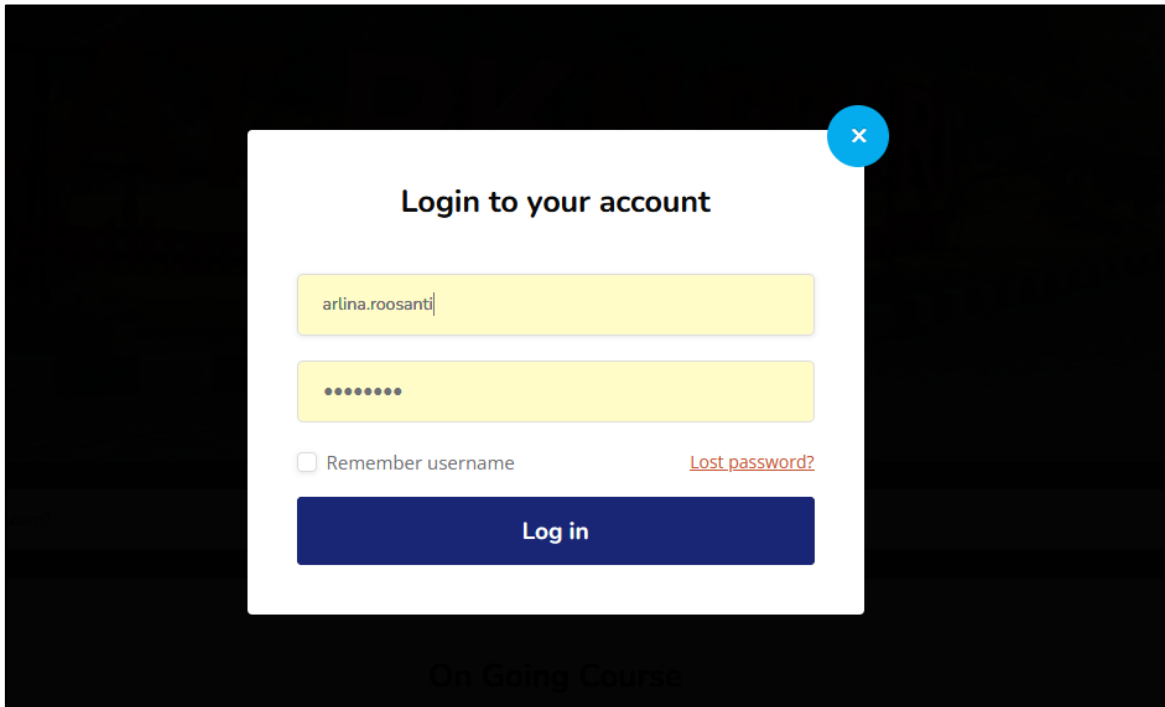 Login to your account
arlina.roosanti
••••••••
Remember username
Lost password?
Log in
On Going Course